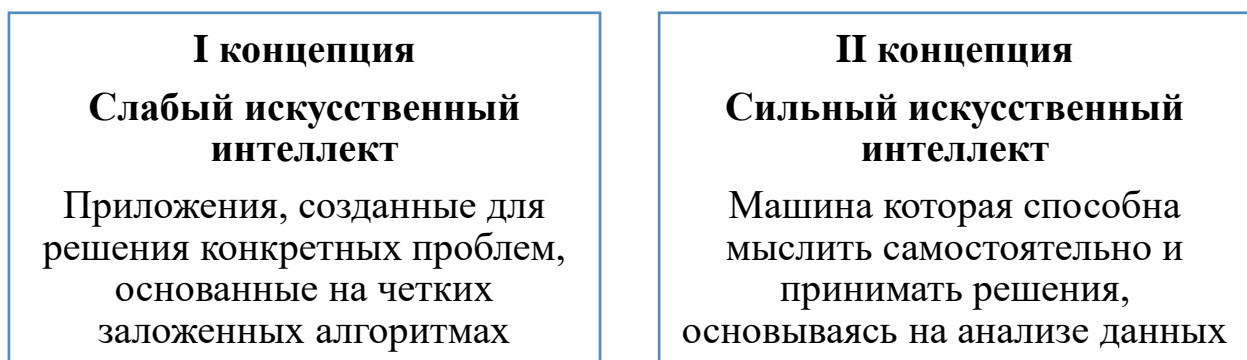 I концепция
Слабый искусственный
интеллект
Приложения, созданные для
решения конкретных проблем,
основанные на четких
заложенных алгоритмах
II концепция
Сильный искусственный
интеллект
Машина которая способна
мыслить самостоятельно и
принимать решения,
основываясь на анализе данных